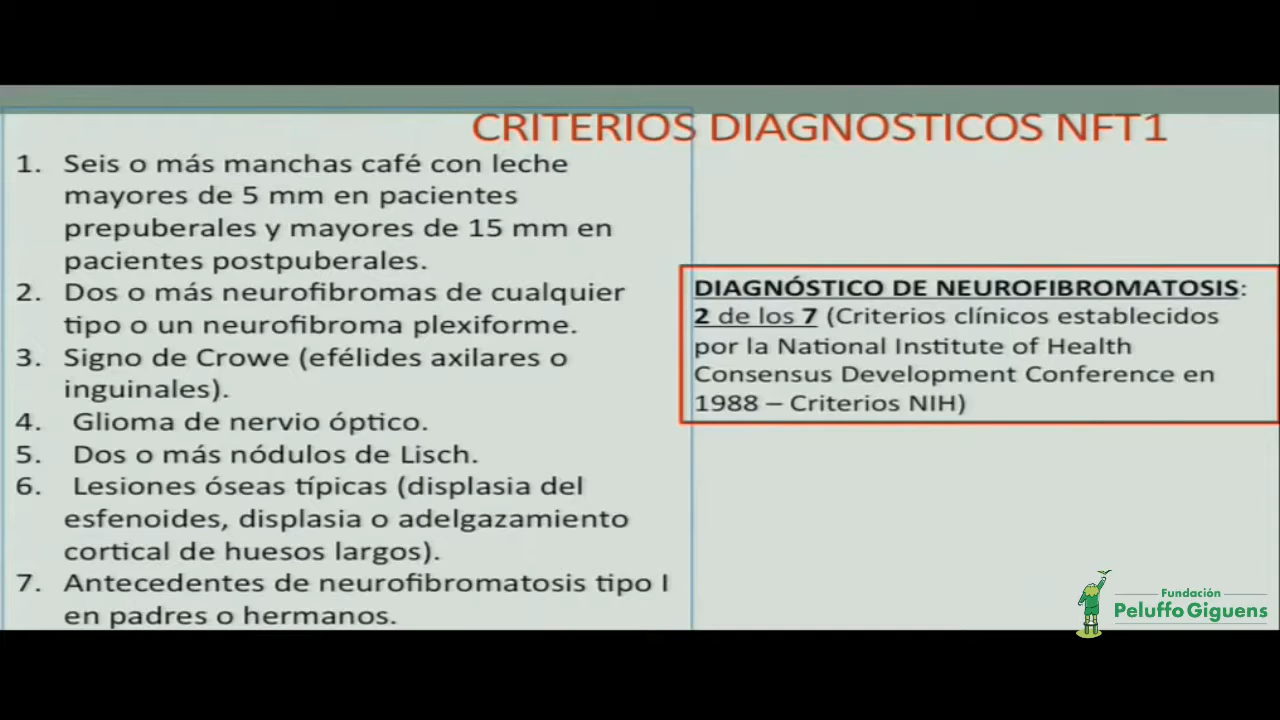 CRITERIOS DIAGNOSTICOS NFT1
1. Seis o más manchas café con leche
mayores de 5 mm en pacientes
prepuberales y mayores de 15 mm en
pacientes postpuberales.
2. Dos o más neurofibromas de cualquier
tipo o un neurofibroma plexiforme.
3. Signo de Crowe (efélides axilares o
inguinales).
4. Glioma de nervio óptico.
5. Dos o más nódulos de Lisch.
6. Lesiones óseas típicas (displasia del
esfenoides, displasia o adelgazamiento
cortical de huesos largos).
7. Antecedentes de neurofibromatosis tipo I
en padres o hermanos.
DIAGNÓSTICO DE NEUROFIBROMATOSIS:
2 de los 7 (Criterios clínicos establecidos
por la National Institute of Health
Consensus Development Conference en
1988 – Criterios NIH)
Fundación
Peluffo Giguens